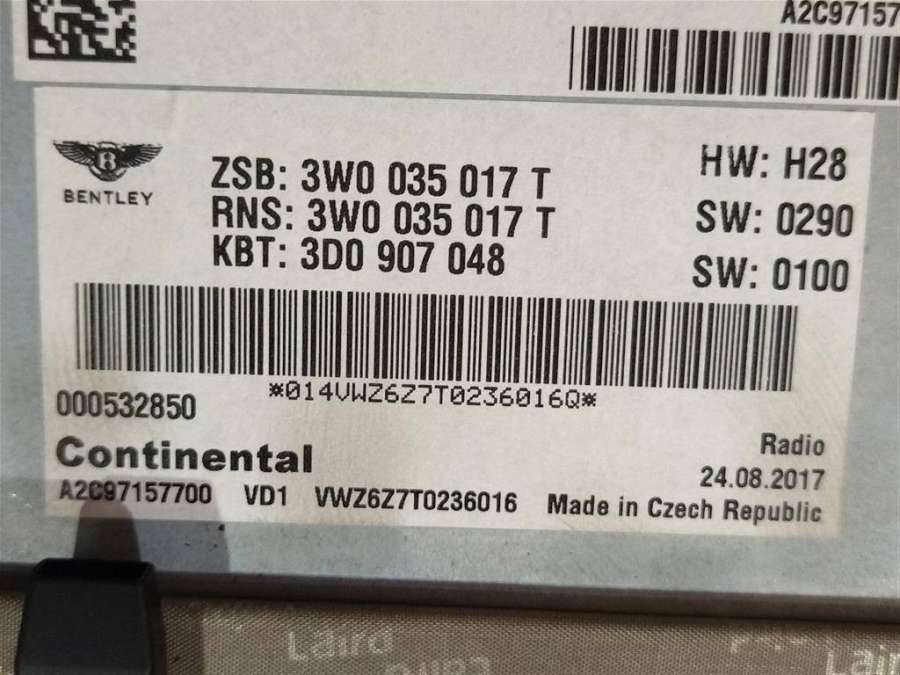 A2C97157
B
BENTLEY
ZSB: 3W0 035 017 T
RNS: 3W0 035 017 T
KBT: 3D0 907 048
HW: H28
SW: 0290
SW: 0100
*014VWZ6Z7T0236016Q*
000532850
Continental
A2C97157700 VD1 VWZ6Z7T0236016
Radio
24.08.2017
Made in Czech Republic
Laird
Laird